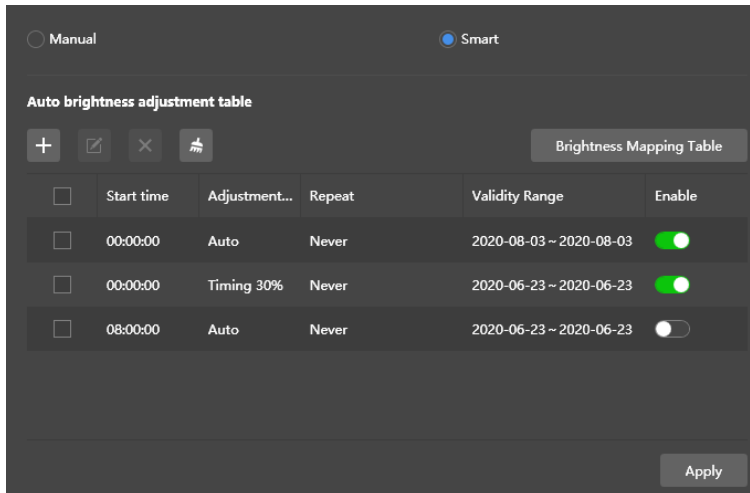 Manual Smart
Auto brightness adjustment table
Brightness Mapping Table
Start time Adjustment... Repeat Validity Range Enable
00:00:00 Auto Never 2020-08-03 ~ 2020-08-03
00:00:00 Timing 30% Never 2020-06-23 ~ 2020-06-23
08:00:00 Auto Never 2020-06-23 ~ 2020-06-23
Apply